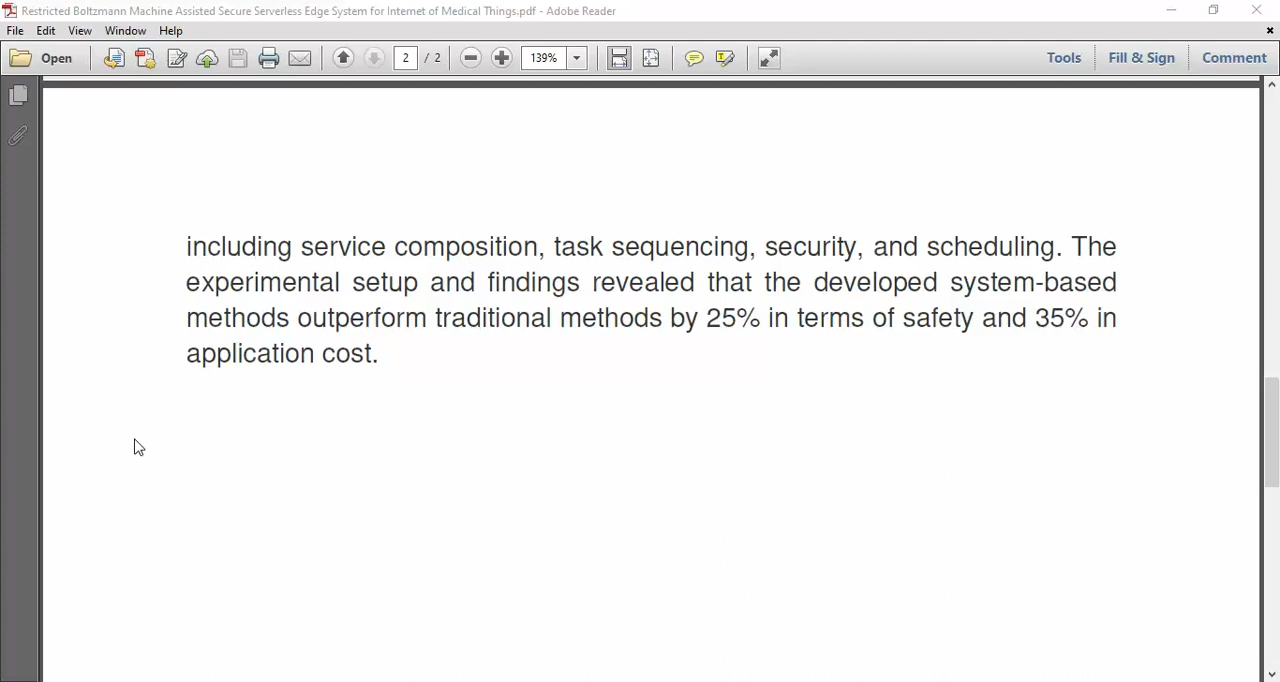 Restricted Boltzmann Machine Assisted Secure Serverless Edge System for Internet of Medical Things.pdf - Adobe Reader
File Edit View Window Help
Open 2 / 2 139% Tools Fill & Sign Comment
including service composition, task sequencing, security, and scheduling. The
experimental setup and findings revealed that the developed system-based
methods outperform traditional methods by 25% in terms of safety and 35% in
application cost.